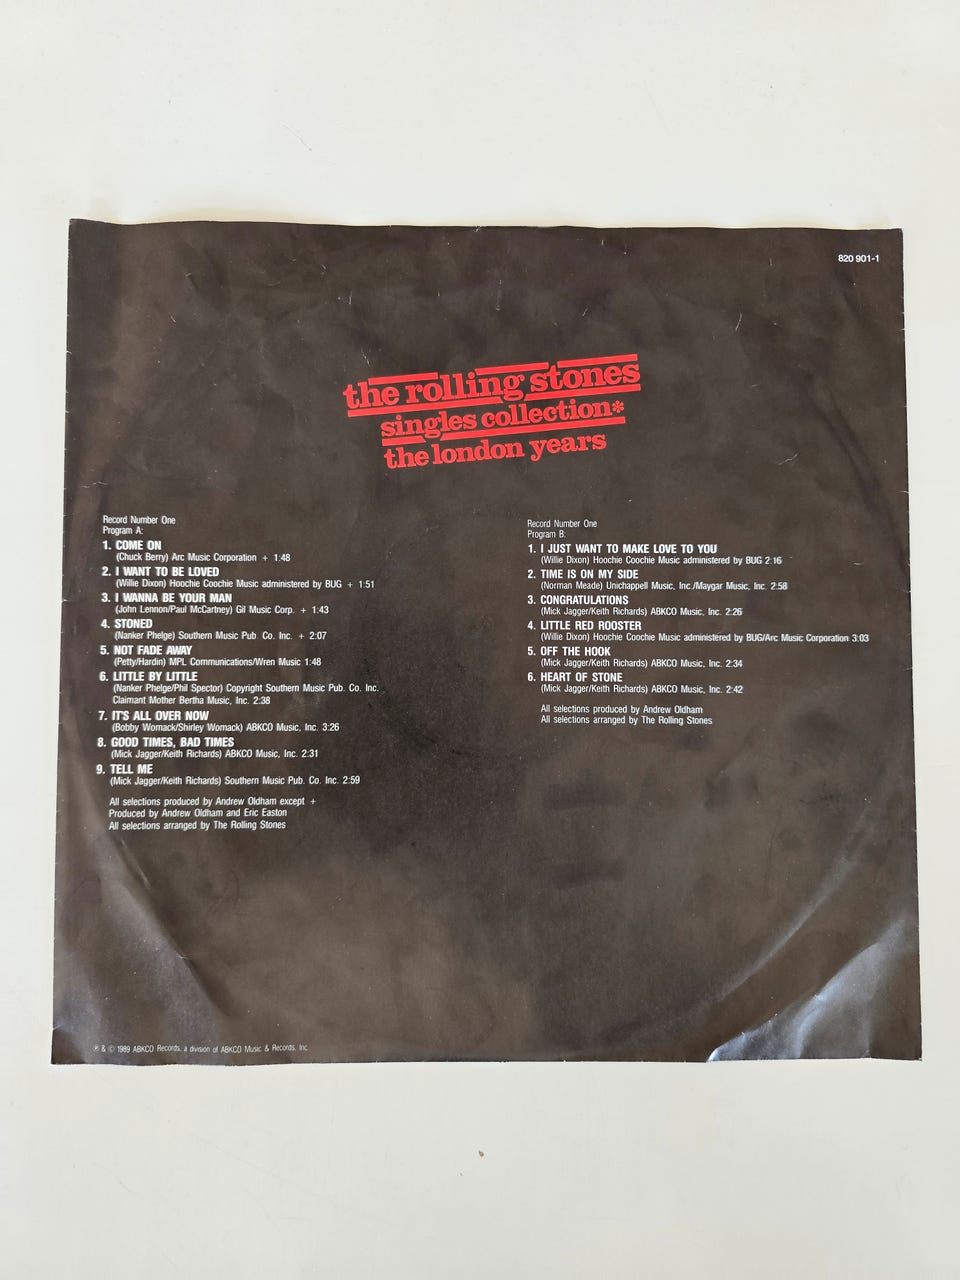 820 901-1
the rolling stones
singles collection*
the london years
Record Number One
Program A:
1. COME ON
(Chuck Berry) Arc Music Corporation + 1:48
2. I WANT TO BE LOVED
(Willie Dixon) Hoochie Coochie Music administered by BUG + 1:51
3. I WANNA BE YOUR MAN
(John Lennon/Paul McCartney) Gil Music Corp. + 1:43
4. STONED
(Nanker Phelge) Southern Music Pub. Co. Inc. + 2:07
5. NOT FADE AWAY
(Petty/Hardin) MPL Communications/Wren Music 1:48
6. LITTLE BY LITTLE
(Nanker Phelge/Phil Spector) Copyright Southern Music Pub. Co. Inc.
Claimant Mother Bertha Music, Inc. 2:38
7. IT'S ALL OVER NOW
(Bobby Womack/Shirley Womack) ABKCO Music, Inc. 3:26
8. GOOD TIMES, BAD TIMES
(Mick Jagger/Keith Richards) ABKCO Music, Inc. 2:31
9. TELL ME
(Mick Jagger/Keith Richards) Southern Music Pub. Co. Inc. 2:59
All selections produced by Andrew Oldham except +
Produced by Andrew Oldham and Eric Easton
All selections arranged by The Rolling Stones
Record Number One
Program B:
1. I JUST WANT TO MAKE LOVE TO YOU
(Willie Dixon) Hoochie Coochie Music administered by BUG 2:16
2. TIME IS ON MY SIDE
(Norman Meade) Unichappell Music, Inc./Maygar Music, Inc. 2:58
3. CONGRATULATIONS
(Mick Jagger/Keith Richards) ABKCO Music, Inc. 2:26
4. LITTLE RED ROOSTER
(Willie Dixon) Hoochie Coochie Music administered by BUG/Arc Music Corporation 3:03
5. OFF THE HOOK
(Mick Jagger/Keith Richards) ABKCO Music, Inc. 2:34
6. HEART OF STONE
(Mick Jagger/Keith Richards) ABKCO Music, Inc. 2:42
All selections produced by Andrew Oldham
All selections arranged by The Rolling Stones
℗ & © 1989 ABKCO Records, a division of ABKCO Music & Records, Inc.